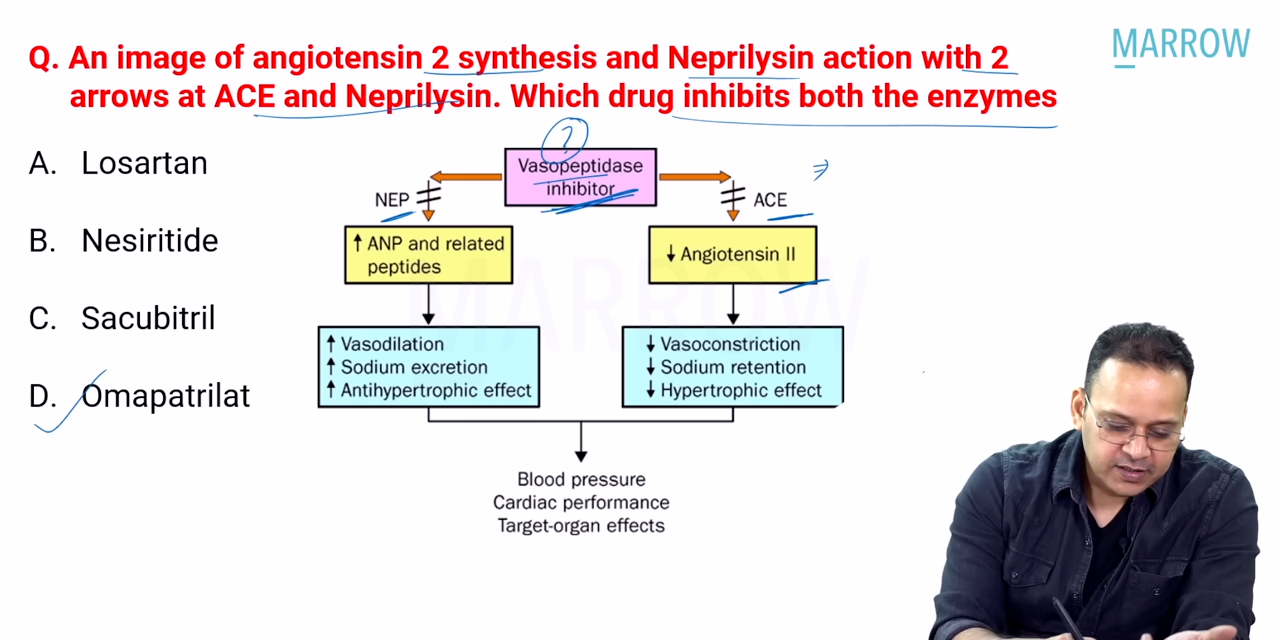 MARROW
Q. An image of angiotensin 2 synthesis and Neprilysin action with 2
arrows at ACE and Neprilysin. Which drug inhibits both the enzymes
A. Losartan
B. Nesiritide
C. Sacubitril
D. Omapatrilat
?
Vasopeptidase
inhibitor
NEP
ACE
↑ ANP and related
peptides
↓ Angiotensin II
↑ Vasodilation
↑ Sodium excretion
↑ Antihypertrophic effect
↓ Vasoconstriction
↓ Sodium retention
↓ Hypertrophic effect
Blood pressure
Cardiac performance
Target-organ effects
MARROW